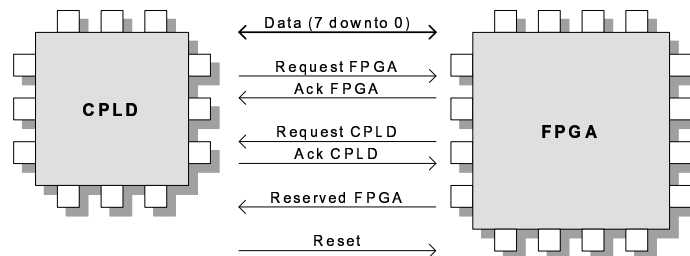 Data (7 downto 0)
Request FPGA
Ack FPGA
CPLD
Request CPLD
FPGA
Ack CPLD
Reserved FPGA
Reset